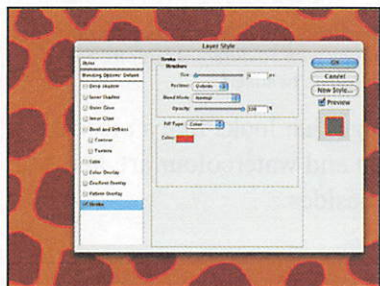 Layer Style
Styles
Blending Options: Default
Drop Shadow
Inner Shadow
Outer Glow
Inner Glow
Bevel and Emboss
Contour
Texture
Satin
Color Overlay
Gradient Overlay
Pattern Overlay
Stroke
Stroke
Structure
Size:
px
Position: Outside
Blend Mode: Normal
Opacity: 100 %
Fill Type: Color
Color:
OK
Cancel
New Style...
Preview